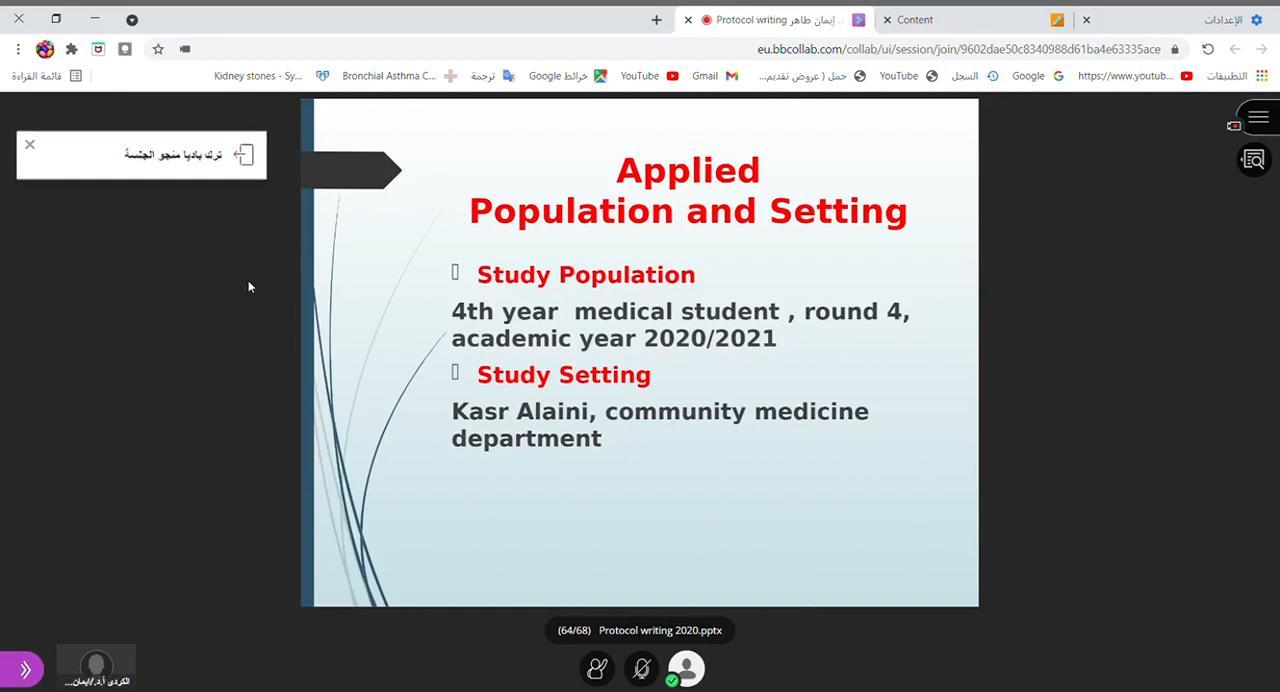 Protocol writing إيمان طاهر ...
Content
الإعدادات
eu.bbcollab.com/collab/ui/session/join/9602dae50c8340988d61ba4e63335ace
قائمة القراءة
Kidney stones - Sy...
Bronchial Asthma C...
ترجمة
خرائط Google
YouTube
Gmail
حمل ( عروض تقديم...
YouTube
السجل
Google
https://www.youtub...
التطبيقات
ترك باديا منجو الجلسة
Applied
Population and Setting
Study Population
4th year medical student , round 4,
academic year 2020/2021
Study Setting
Kasr Alaini, community medicine
department
(64/68) Protocol writing 2020.pptx
الكردى أ.د./ايمان...